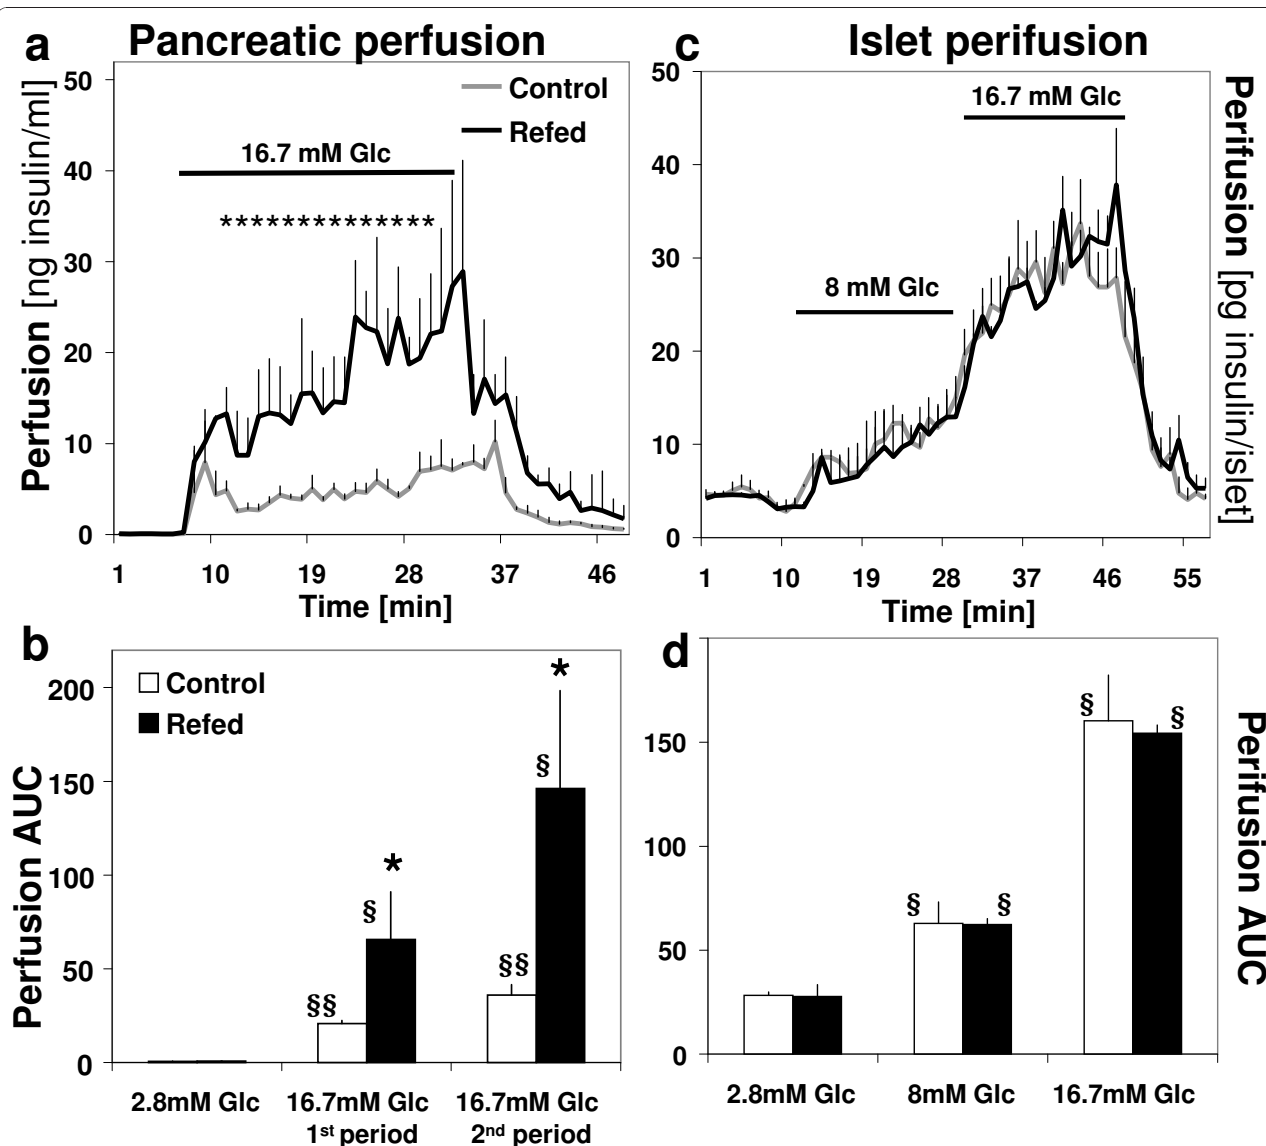 a Pancreatic perfusion
50
40
30
20
10
0
Perfusion [ng insulin/ml]
Control
Refed
16.7 mM Glc
**************
1 10 19 28 37 46
Time [min]
c Islet perifusion
50
40
30
20
10
0
16.7 mM Glc
8 mM Glc
Perifusion [pg insulin/islet]
1 10 19 28 37 46 55
Time [min]
b
200
150
100
50
0
Perfusion AUC
Control
Refed
§§ § * §§ § *
2.8mM Glc 16.7mM Glc 16.7mM Glc
1st period 2nd period
d
150
100
50
0
Perifusion AUC
§ § § §
2.8mM Glc 8mM Glc 16.7mM Glc